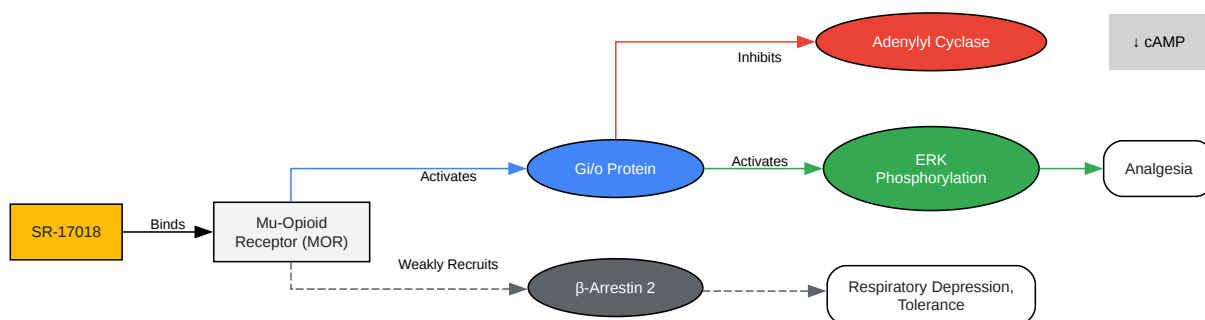 SR-17018
Binds
Mu-Opioid
Receptor (MOR)
Activates
Weakly Recruits
Gi/o Protein
β-Arrestin 2
Inhibits
Activates
Adenylyl Cyclase
ERK
Phosphorylation
Respiratory Depression,
Tolerance
↓ cAMP
Analgesia